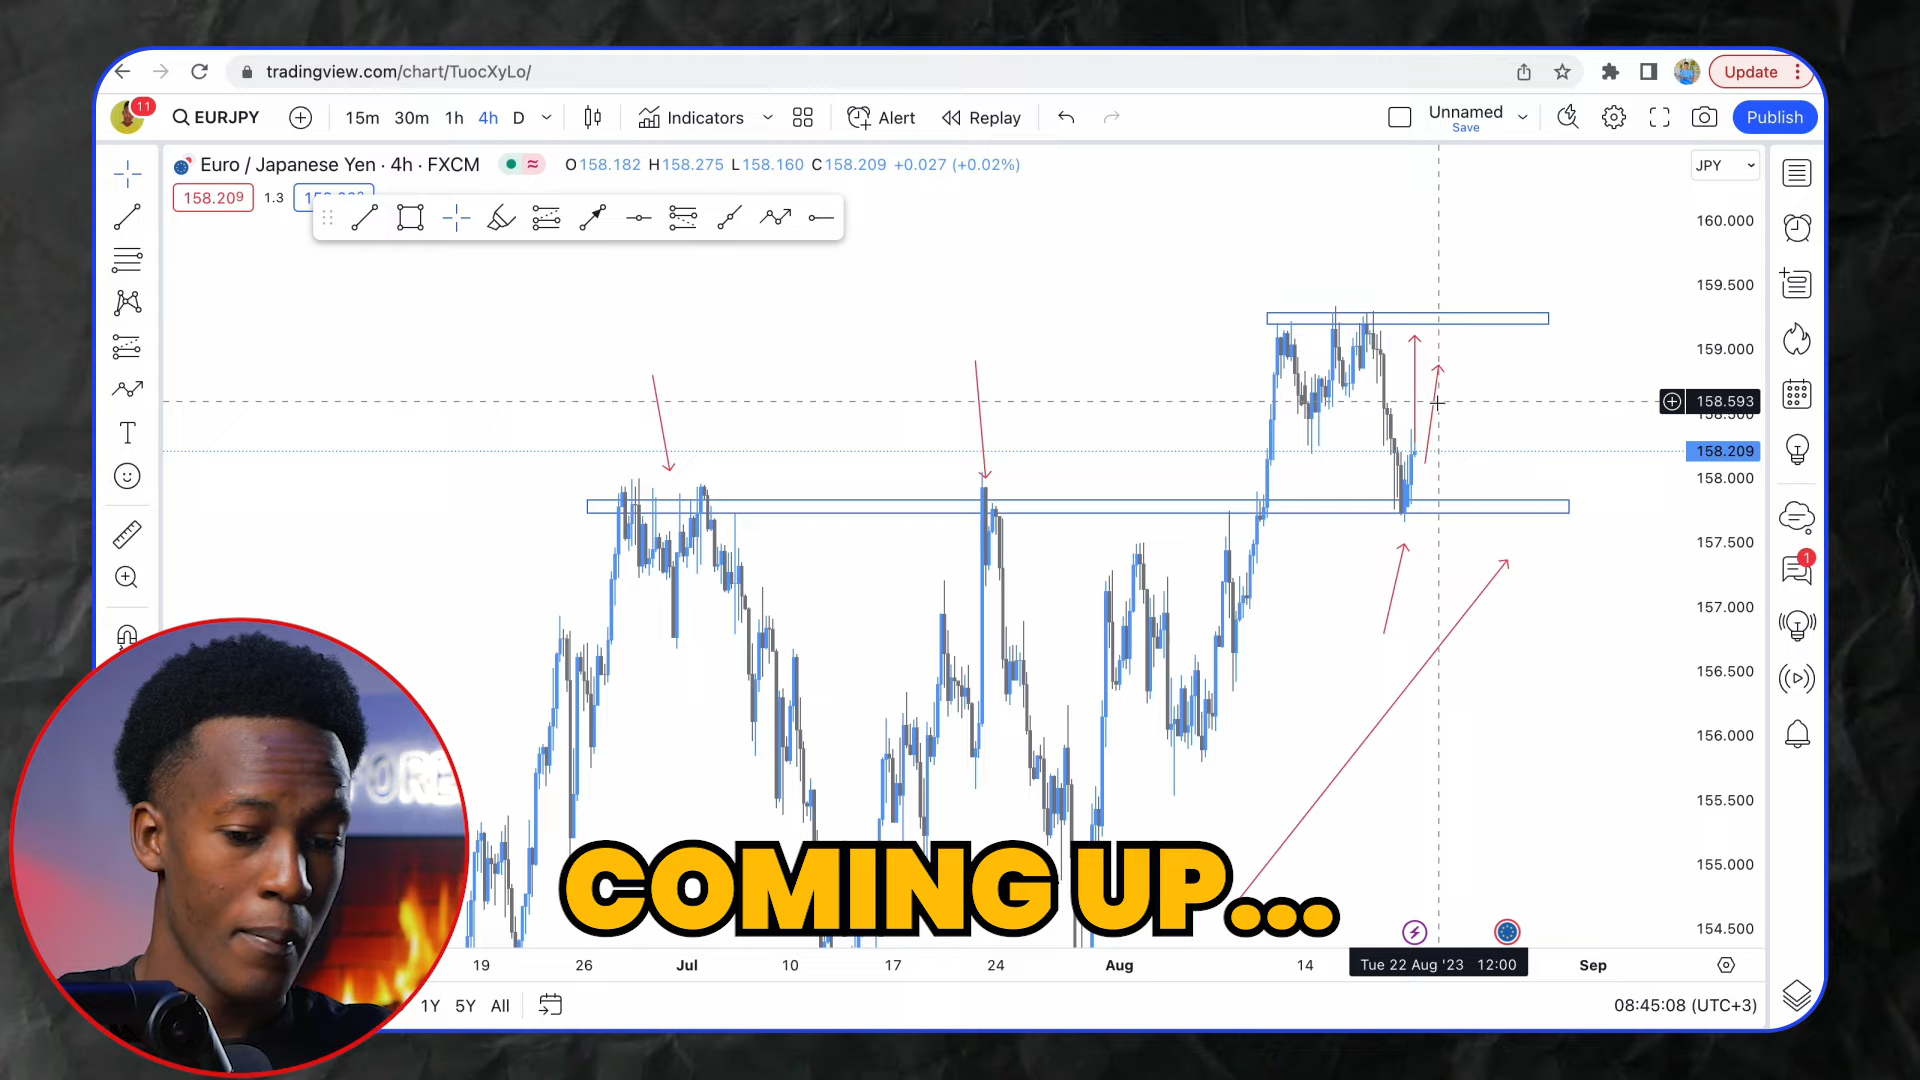 tradingview.com/chart/TuocXyLo/
Update
11
EURJPY
15m 30m 1h 4h D
Indicators
Alert
Replay
Unnamed
Save
Publish
Euro / Japanese Yen · 4h · FXCM
O158.182 H158.275 L158.160 C158.209 +0.027 (+0.02%)
JPY
158.209
1.3
160.000
159.500
159.000
158.593
158.209
158.000
157.500
157.000
156.500
156.000
155.500
155.000
154.500
1
T
FORE
COMING UP...
19 26 Jul 10 17 24 Aug 14 Tue 22 Aug '23 12:00 Sep
1Y 5Y All
08:45:08 (UTC+3)